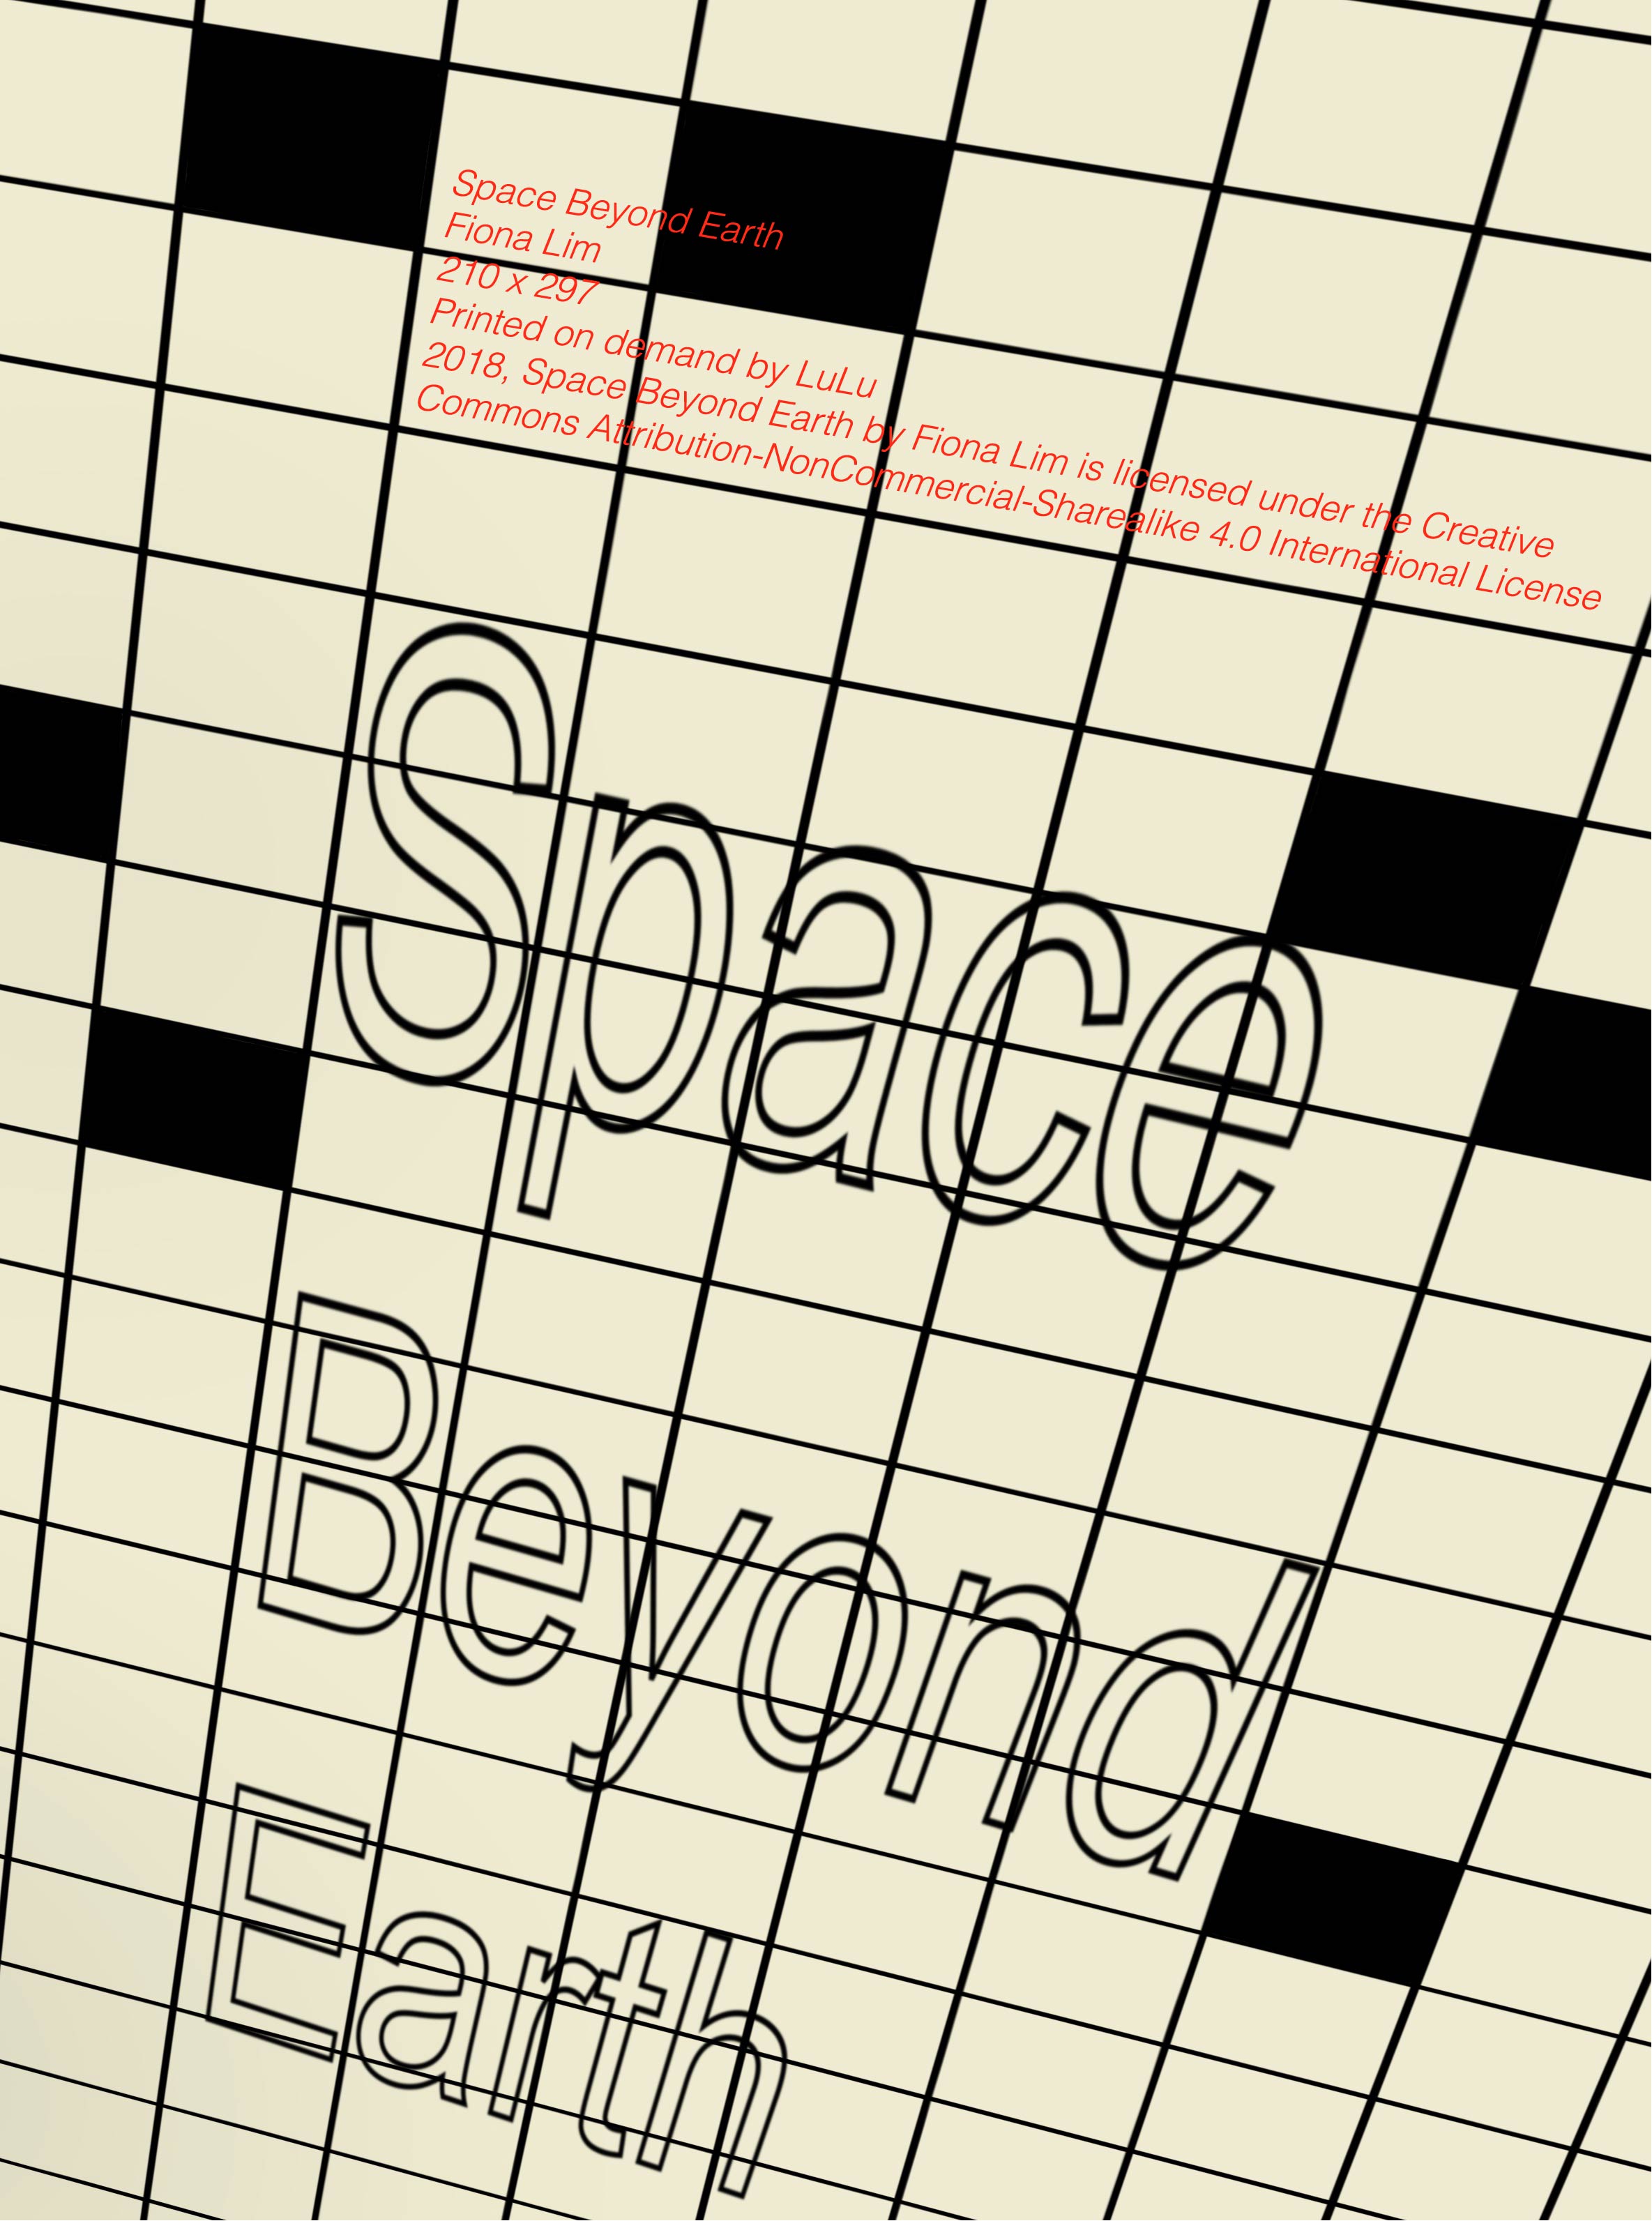 Space Beyond Earth
Fiona Lim
210 x 297
Printed on demand by LuLu
2018, Space Beyond Earth by Fiona Lim is licensed under the Creative
Commons Attribution-NonCommercial-Sharealike 4.0 International License
Space
Beyond
Earth